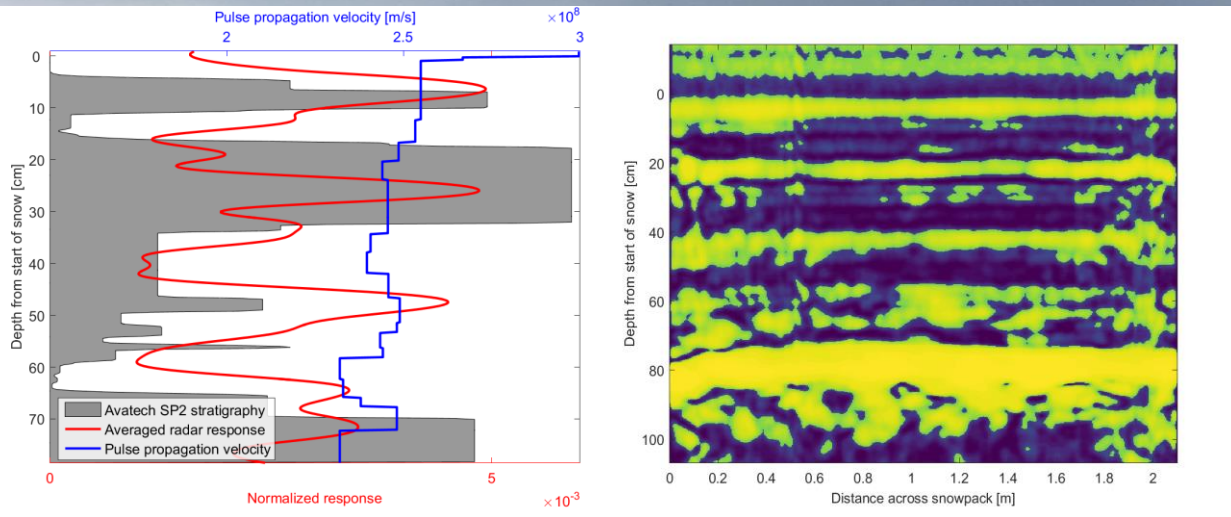 Pulse propagation velocity [m/s]
×10⁸
2 2.5 3
Depth from start of snow [cm]
0
10
20
30
40
50
60
70
Avatech SP2 stratigraphy
Averaged radar response
Pulse propagation velocity
0 5
Normalized response
×10⁻³
Depth from start of snow [cm]
0
20
40
60
80
100
0 0.2 0.4 0.6 0.8 1 1.2 1.4 1.6 1.8 2
Distance across snowpack [m]